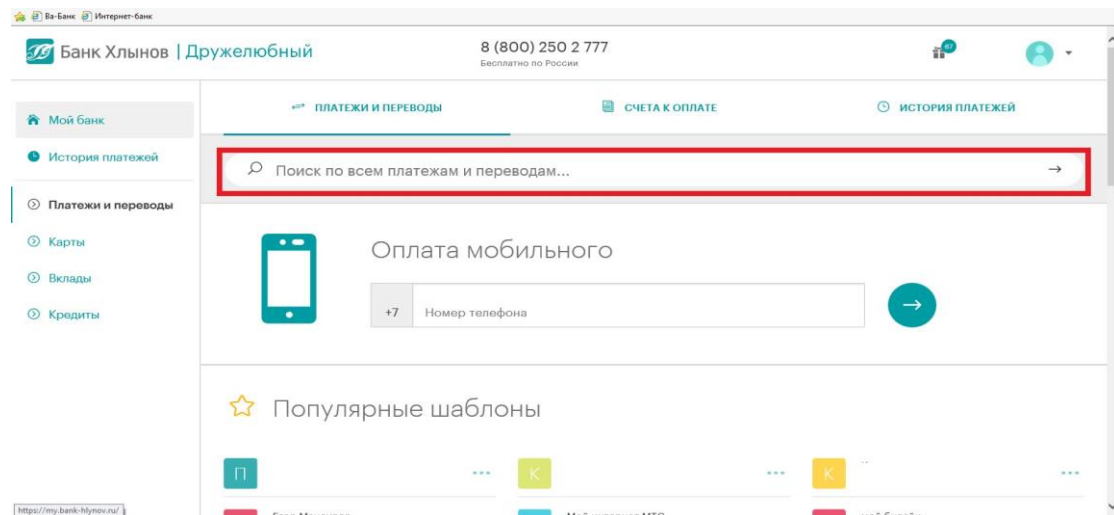 Ва-Банк Интернет-банк
Банк Хлынов | Дружелюбный
8 (800) 250 2 777
Бесплатно по России
67
Мой банк
История платежей
Платежи и переводы
Карты
Вклады
Кредиты
ПЛАТЕЖИ И ПЕРЕВОДЫ
СЧЕТА К ОПЛАТЕ
ИСТОРИЯ ПЛАТЕЖЕЙ
Поиск по всем платежам и переводам...
Оплата мобильного
+7 Номер телефона
Популярные шаблоны
П
К
К
https://my.bank-hlynov.ru/